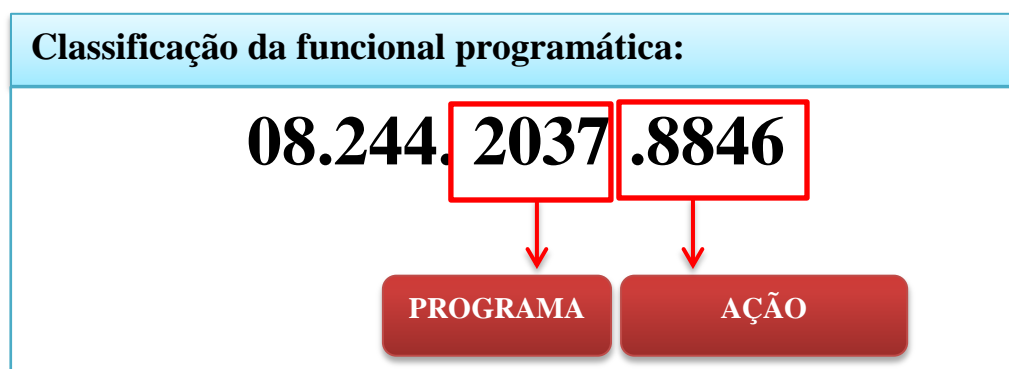 Classificação da funcional programática:
08.244. 2037 .8846
PROGRAMA AÇÃO